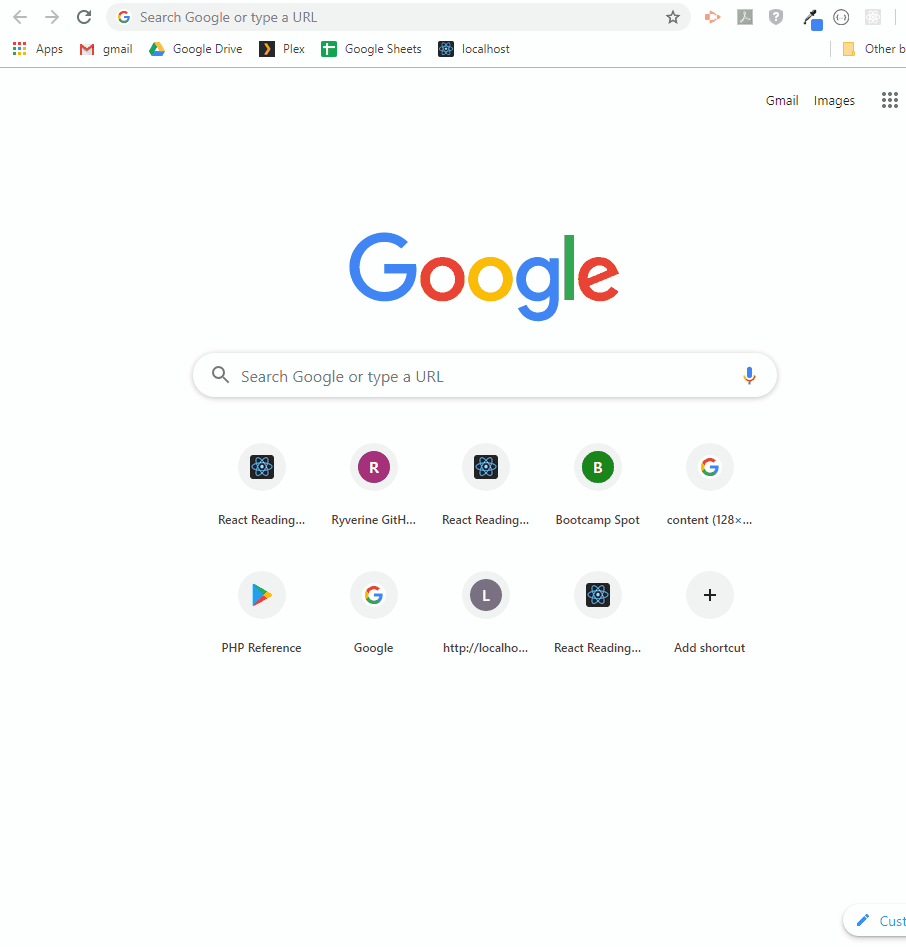 Search Google or type a URL
Apps gmail Google Drive Plex Google Sheets localhost Other b
Gmail Images
Google
Search Google or type a URL
React Reading... Ryverine GitH... React Reading... Bootcamp Spot content (128×...
R B
PHP Reference Google http://localho... React Reading... Add shortcut
L
Cust